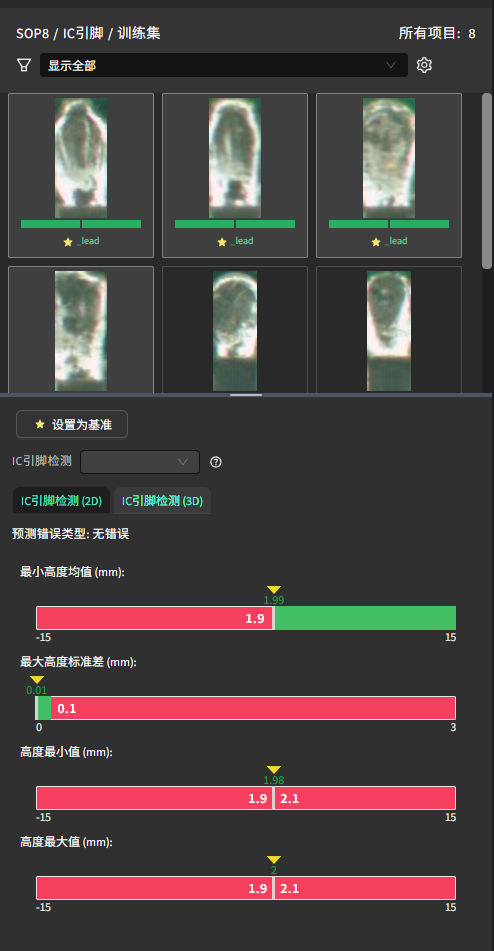 SOP8 / IC引脚 / 训练集 所有项目: 8
显示全部
_lead _lead _lead
设置为基准
IC引脚检测
IC引脚检测 (2D) IC引脚检测 (3D)
预测错误类型: 无错误
最小高度均值 (mm):
1.99
1.9
-15 15
最大高度标准差 (mm):
0.01
0.1
0 3
高度最小值 (mm):
1.98
1.9 2.1
-15 15
高度最大值 (mm):
2
1.9 2.1
-15 15